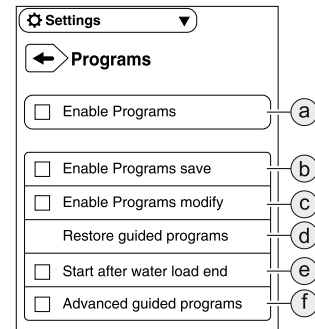 Settings
Programs
Enable Programs a
Enable Programs save b
Enable Programs modify c
Restore guided programs d
Start after water load end e
Advanced guided programs f